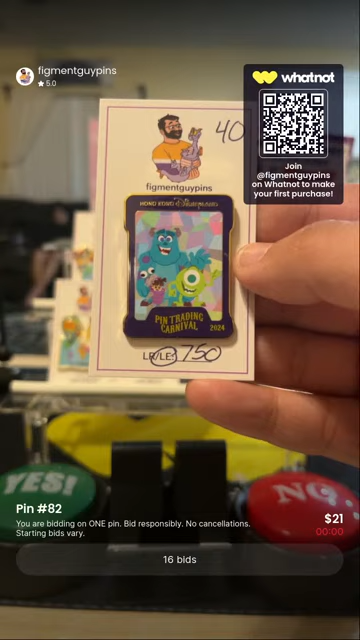 figmentguypins
★ 5.0
whatnot
Join
@figmentguypins
on Whatnot to make
your first purchase!
40
figmentguypins
HONG KONG Disneyland
PIN TRADING
CARNIVAL 2024
LR/LE: 750
YES!
NO!
Pin #82
You are bidding on ONE pin. Bid responsibly. No cancellations.
Starting bids vary.
$21
00:00
16 bids